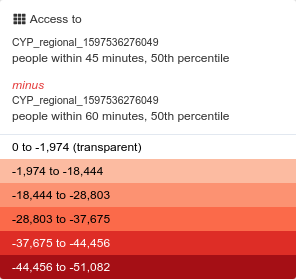 Access to
CYP_regional_1597536276049
people within 45 minutes, 50th percentile
minus
CYP_regional_1597536276049
people within 60 minutes, 50th percentile
0 to -1,974 (transparent)
-1,974 to -18,444
-18,444 to -28,803
-28,803 to -37,675
-37,675 to -44,456
-44,456 to -51,082